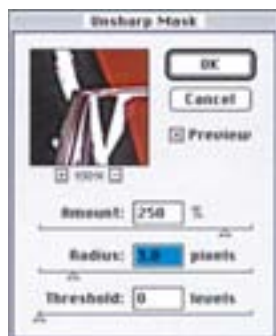 Unsharp Mask
OK
Cancel
Preview
100%
Amount: 250 %
Radius: pixels
Threshold: 0 levels